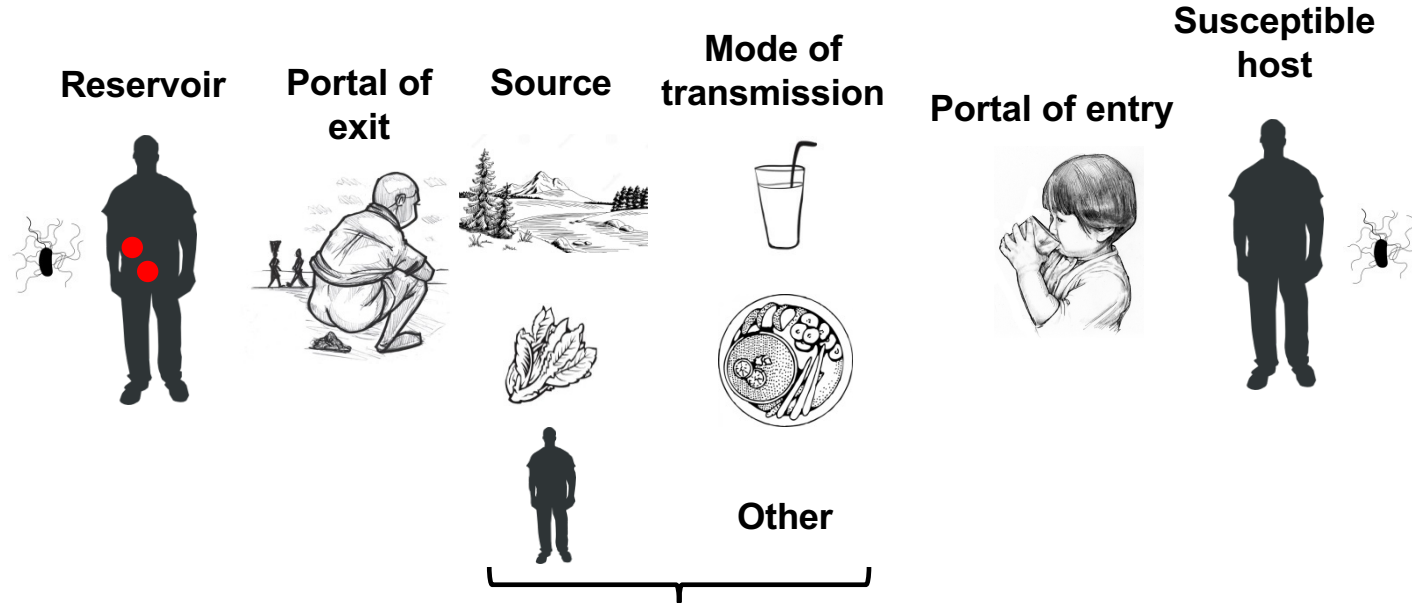 Reservoir
Portal of
exit
Source
Mode of
transmission
Portal of entry
Susceptible
host
Other